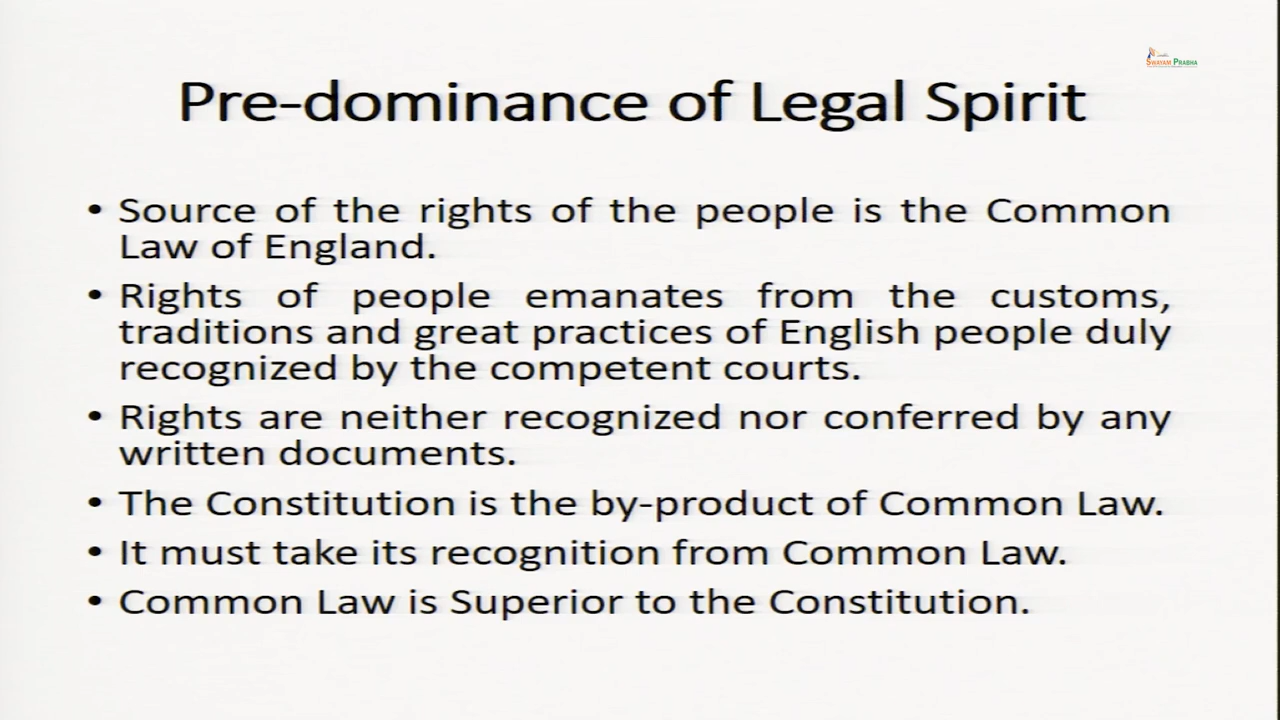 SWAYAM PRABHA
Pre-dominance of Legal Spirit
• Source of the rights of the people is the Common
Law of England.
• Rights of people emanates from the customs,
traditions and great practices of English people duly
recognized by the competent courts.
• Rights are neither recognized nor conferred by any
written documents.
• The Constitution is the by-product of Common Law.
• It must take its recognition from Common Law.
• Common Law is Superior to the Constitution.